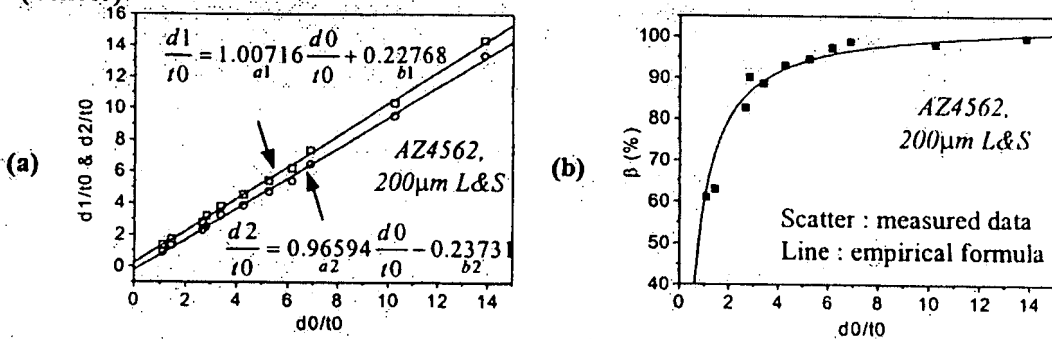 (a)
d1/t0 & d2/t0
16
14
12
10
8
6
4
2
0
d1/t0 = 1.00716 d0/t0 + 0.22768
a1 b1
AZ4562,
200μm L&S
d2/t0 = 0.96594 d0/t0 - 0.23731
a2 b2
0 2 4 6 8 10 12 14
d0/t0
(b)
β (%)
100
90
80
70
60
50
40
AZ4562,
200μm L&S
Scatter : measured data
Line : empirical formula
0 2 4 6 8 10 12 14
d0/t0